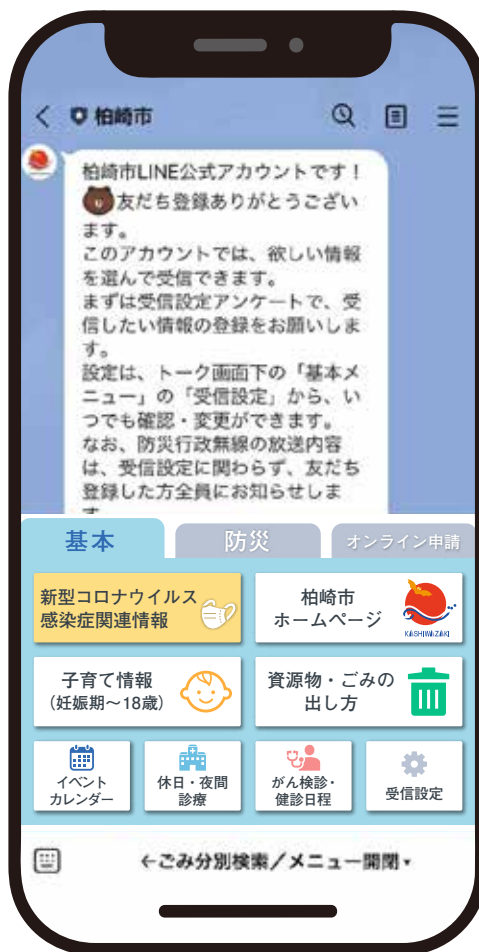 柏崎市
柏崎市LINE公式アカウントです！
友だち登録ありがとうござい
ます。
このアカウントでは、欲しい情報
を選んで受信できます。
まずは受信設定アンケートで、受
信したい情報の登録をお願いしま
す。
設定は、トーク画面下の「基本メ
ニュー」の「受信設定」から、い
つでも確認・変更ができます。
なお、防災行政無線の放送内容
は、受信設定に関わらず、友だち
登録した方全員にお知らせしま
す
基本
防災
オンライン申請
新型コロナウイルス
感染症関連情報
柏崎市
ホームページ
KASHIWAZAKI
子育て情報
（妊娠期〜18歳）
資源物・ごみの
出し方
イベント
カレンダー
休日・夜間
診療
がん検診・
健診日程
受信設定
←ごみ分別検索／メニュー開閉▾